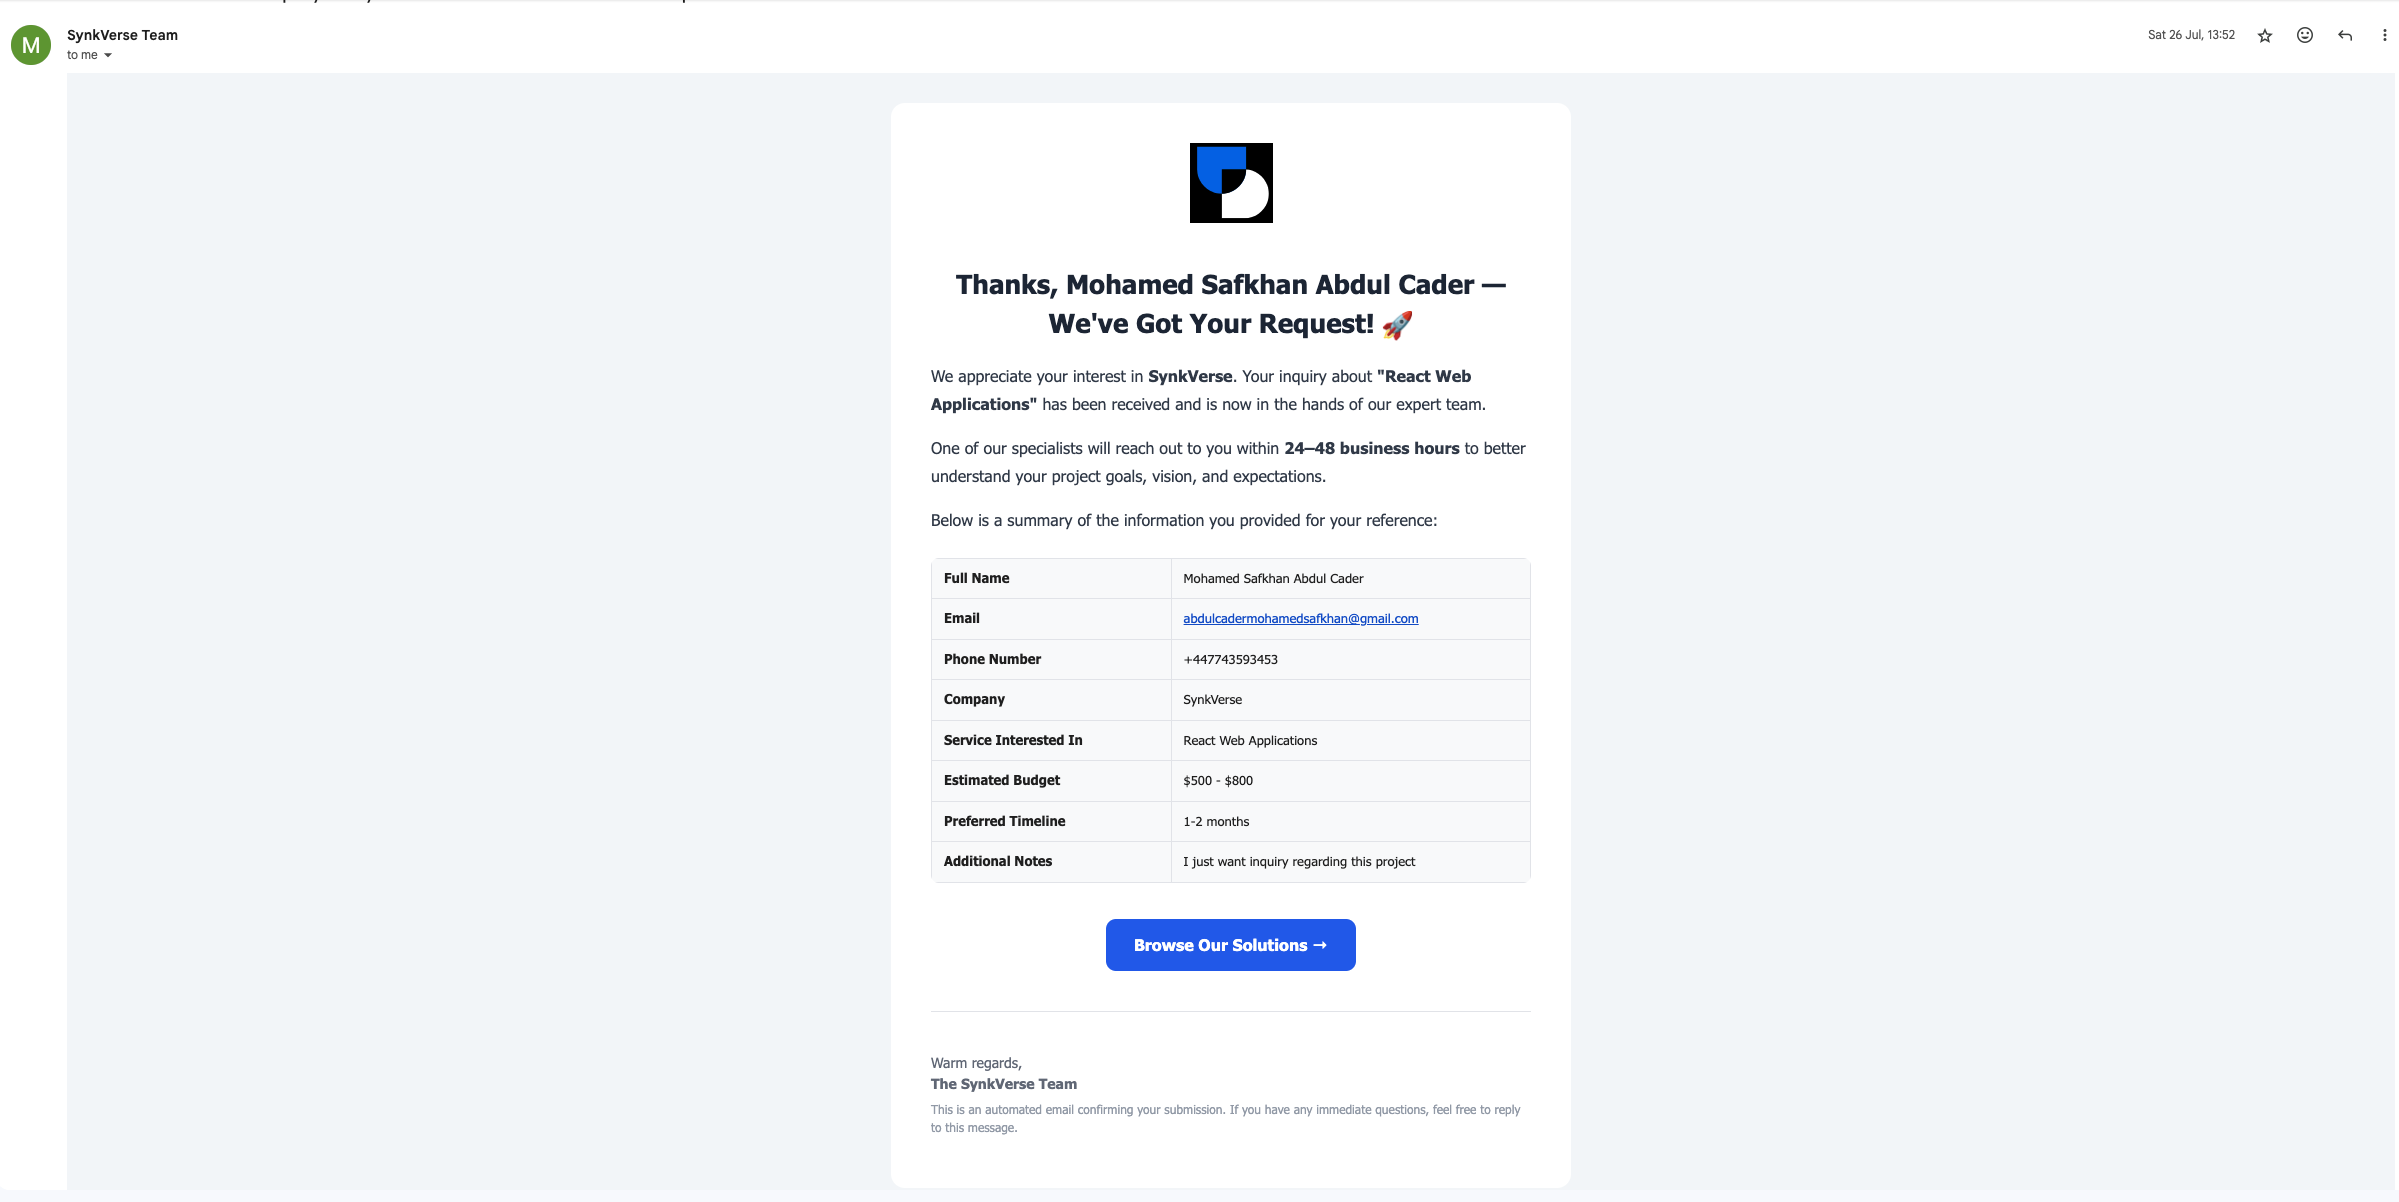 M
SynkVerse Team
to me
Sat 26 Jul, 13:52
Thanks, Mohamed Safkhan Abdul Cader —
We've Got Your Request! 🚀
We appreciate your interest in SynkVerse. Your inquiry about "React Web
Applications" has been received and is now in the hands of our expert team.
One of our specialists will reach out to you within 24–48 business hours to better
understand your project goals, vision, and expectations.
Below is a summary of the information you provided for your reference:
Full Name Mohamed Safkhan Abdul Cader
Email abdulcadermohamedsafkhan@gmail.com
Phone Number +447743593453
Company SynkVerse
Service Interested In React Web Applications
Estimated Budget $500 - $800
Preferred Timeline 1-2 months
Additional Notes I just want inquiry regarding this project
Browse Our Solutions →
Warm regards,
The SynkVerse Team
This is an automated email confirming your submission. If you have any immediate questions, feel free to reply
to this message.